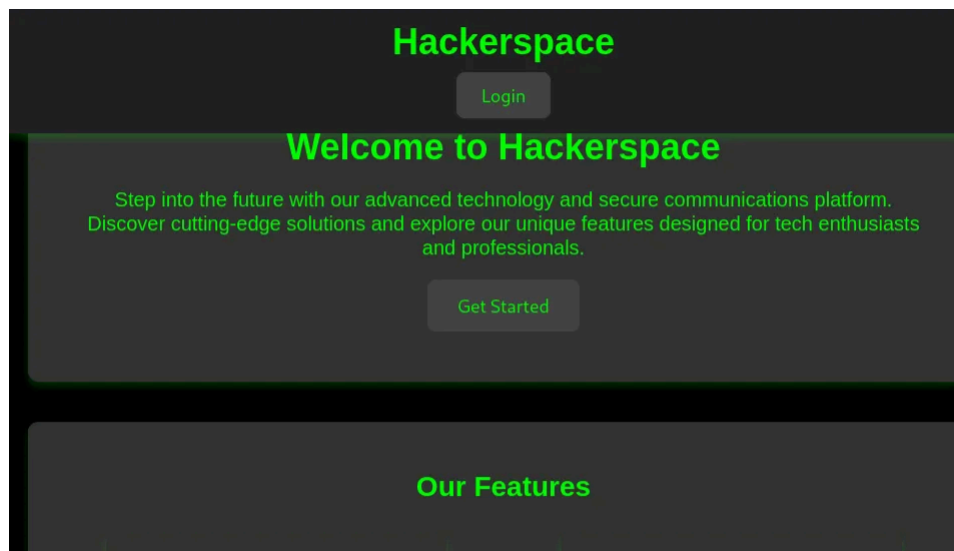 Hackerspace
Login
Welcome to Hackerspace
Step into the future with our advanced technology and secure communications platform.
Discover cutting-edge solutions and explore our unique features designed for tech enthusiasts
and professionals.
Get Started
Our Features